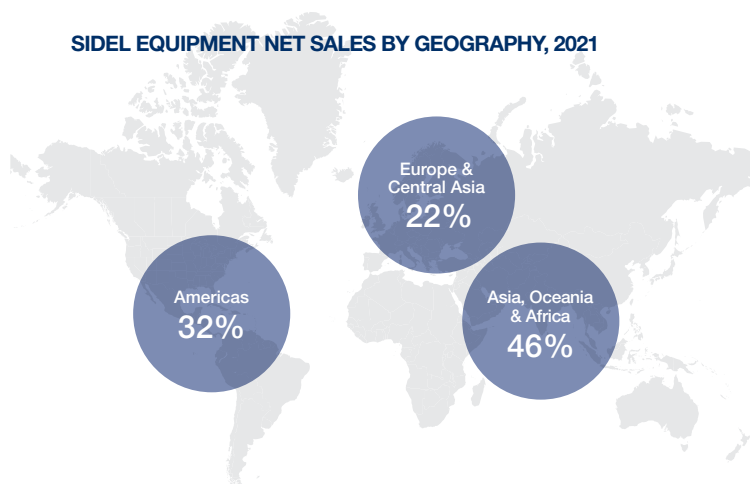 SIDEL EQUIPMENT NET SALES BY GEOGRAPHY, 2021
Europe &
Central Asia
22%
Americas
32%
Asia, Oceania
& Africa
46%